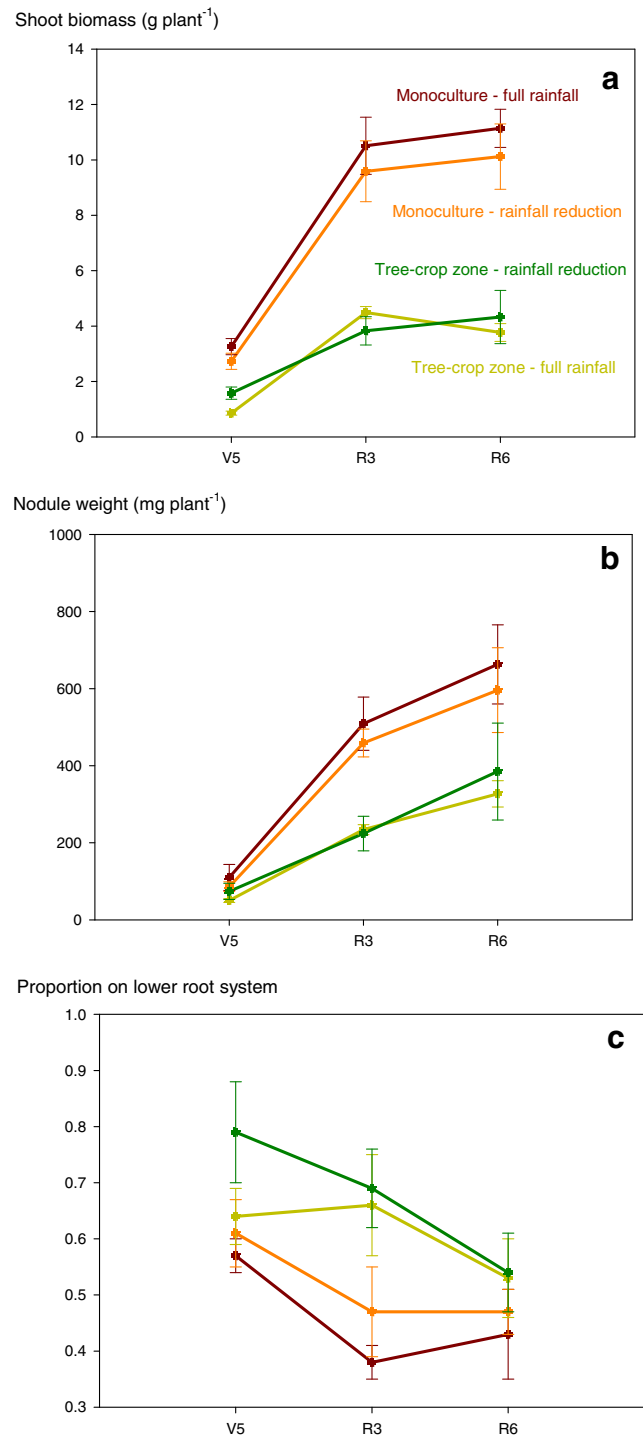 Shoot biomass (g plant⁻¹)
14
a
Monoculture - full rainfall
12
10
Monoculture - rainfall reduction
8
6
Tree-crop zone - rainfall reduction
4
Tree-crop zone - full rainfall
2
0
V5 R3 R6
Nodule weight (mg plant⁻¹)
1000
b
800
600
400
200
0
V5 R3 R6
Proportion on lower root system
1.0
c
0.9
0.8
0.7
0.6
0.5
0.4
0.3
V5 R3 R6